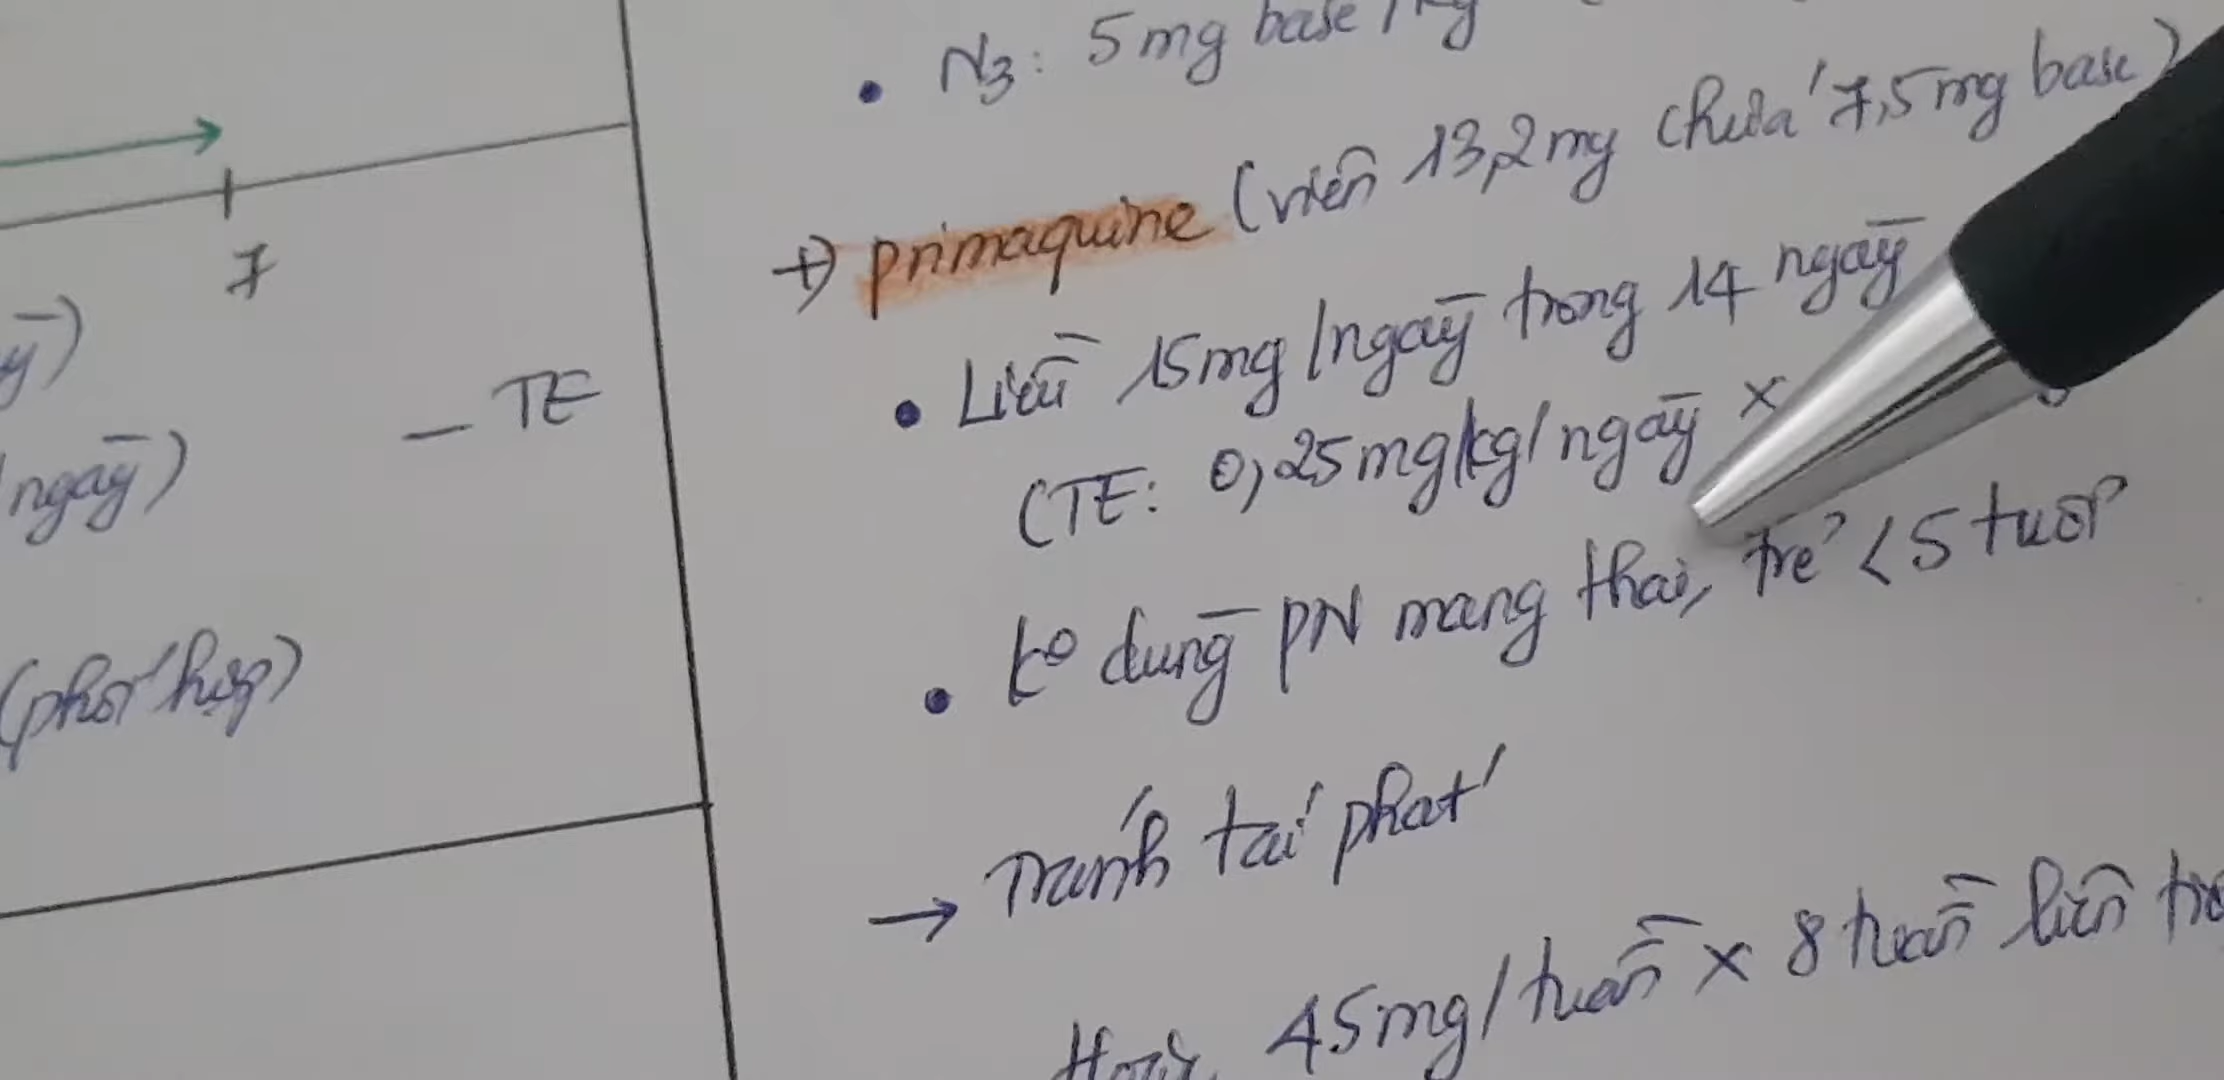 • N3: 5mg base/kg
+) primaquine (viên 13,2mg chứa 7,5mg base)
• Liều 15mg/ngày trong 14 ngày
(TE: 0,25mg/kg/ngày ×
• ko dùng PN mang thai, trẻ < 5 tuổi
→ Tránh tái phát
Hoặc 45mg/tuần × 8 tuần liên
7
ngày)
(phối hợp)
– TE